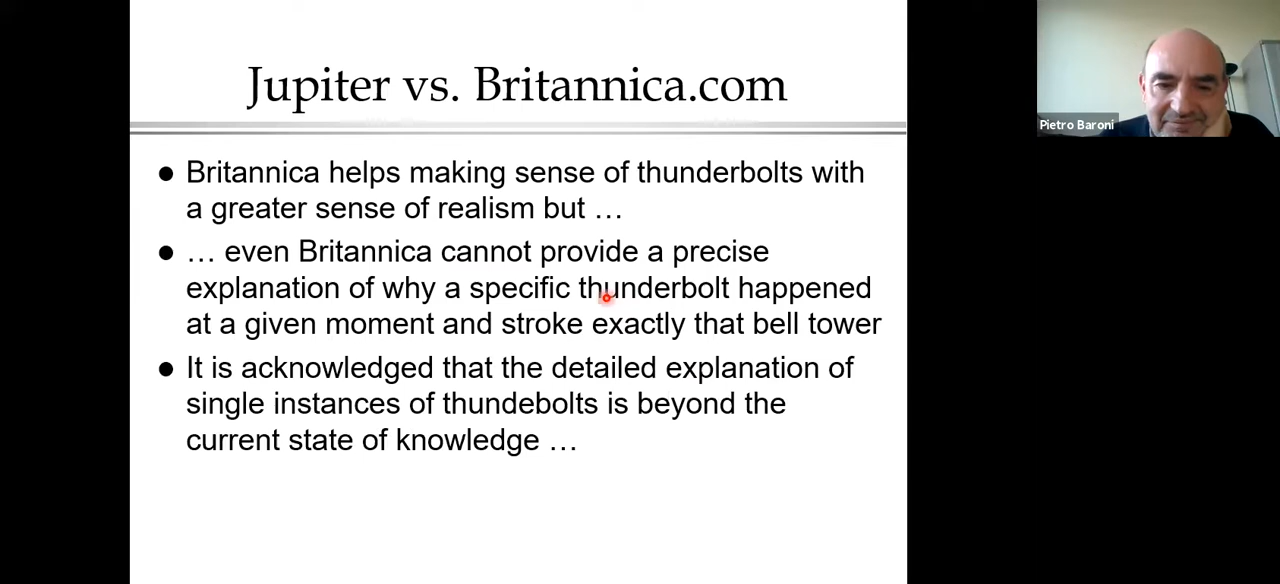 Jupiter vs. Britannica.com
● Britannica helps making sense of thunderbolts with
a greater sense of realism but …
● … even Britannica cannot provide a precise
explanation of why a specific thunderbolt happened
at a given moment and stroke exactly that bell tower
● It is acknowledged that the detailed explanation of
single instances of thundebolts is beyond the
current state of knowledge …
Pietro Baroni